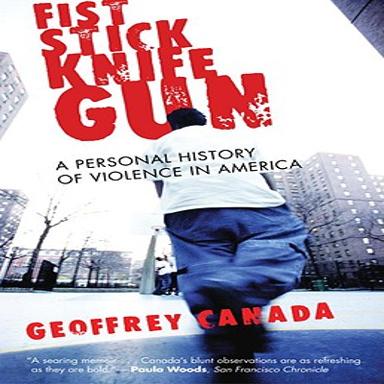 FIST
STICK
KNIFE
GUN
A PERSONAL HISTORY
OF VIOLENCE IN AMERICA
GEOFFREY CANADA
"A searing memoir . . . Canada's blunt observations are as refreshing
as they are bold." — Paula Woods, San Francisco Chronicle